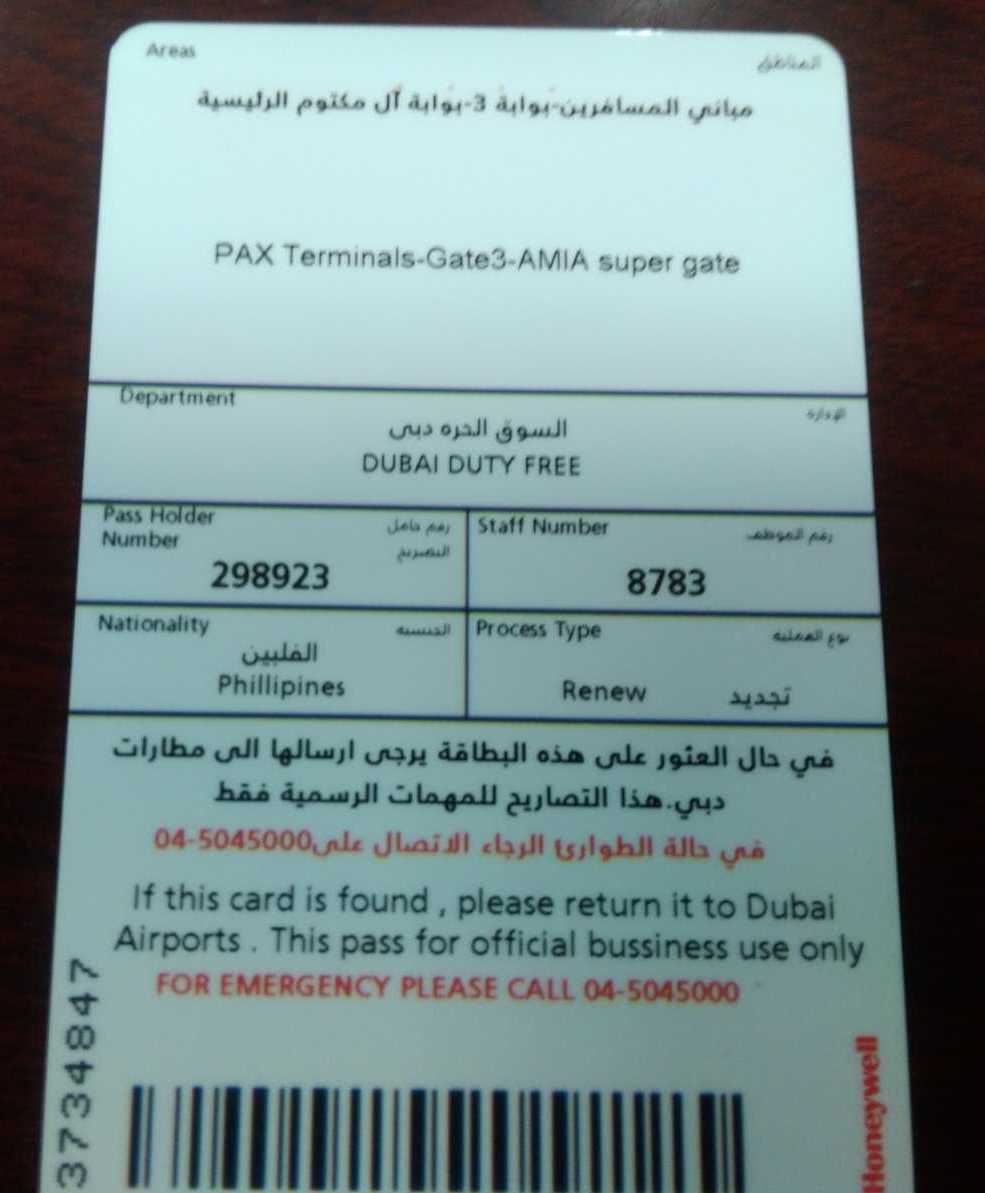 Areas المناطق
مباني المسافرين-بوابة 3-بوابة آل مكتوم الرئيسية
PAX Terminals-Gate3-AMIA super gate
Department الإدارة
السوق الحره دبى
DUBAI DUTY FREE
Pass Holder رقم حامل
Number التصريح
298923
Staff Number رقم الموظف
8783
Nationality الجنسيه
الفلبين
Phillipines
Process Type نوع العمليه
Renew تجديد
في حال العثور على هذه البطاقة يرجى ارسالها الى مطارات
دبي.هذا التصاريح للمهمات الرسمية فقط
في حالة الطوارئ الرجاء الاتصال على04-5045000
If this card is found , please return it to Dubai
Airports . This pass for official bussiness use only
FOR EMERGENCY PLEASE CALL 04-5045000
3734847
Honeywell